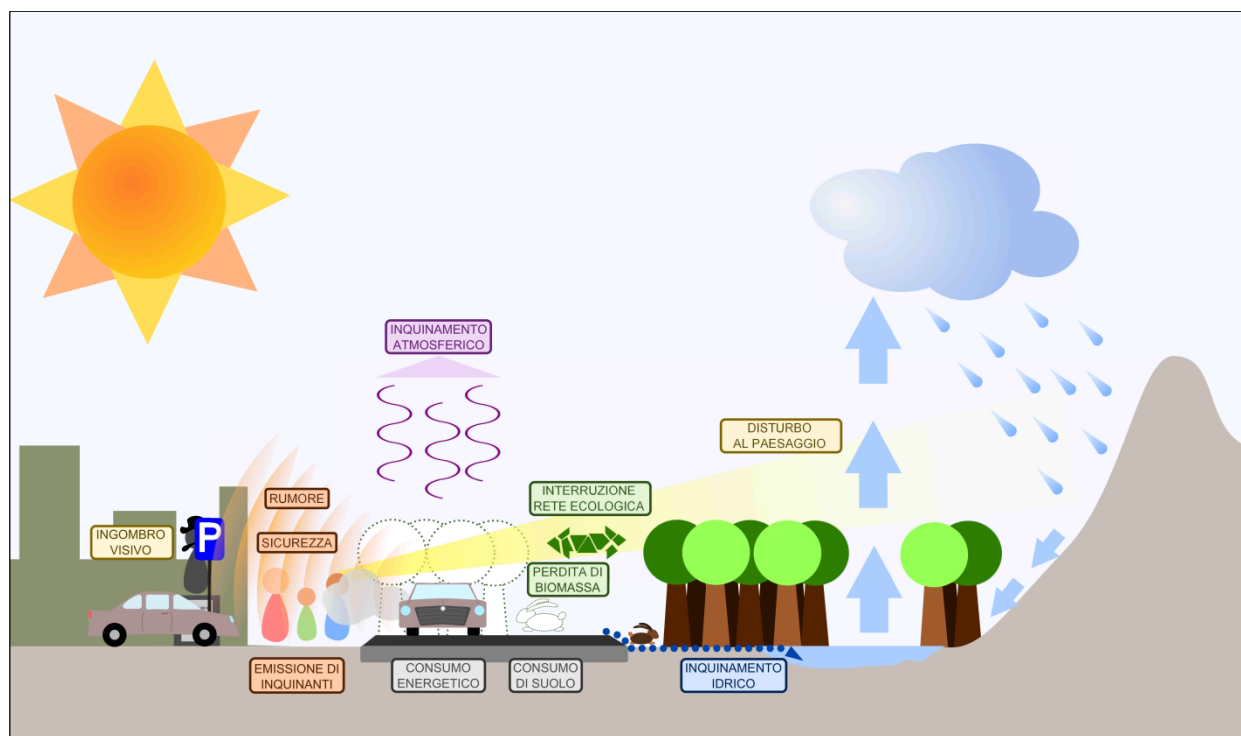 INQUINAMENTO
ATMOSFERICO
DISTURBO
AL PAESAGGIO
RUMORE
INTERRUZIONE
RETE ECOLOGICA
INGOMBRO
VISIVO
P
SICUREZZA
PERDITA DI
BIOMASSA
EMISSIONE DI
INQUINANTI
CONSUMO
ENERGETICO
CONSUMO
DI SUOLO
INQUINAMENTO
IDRICO